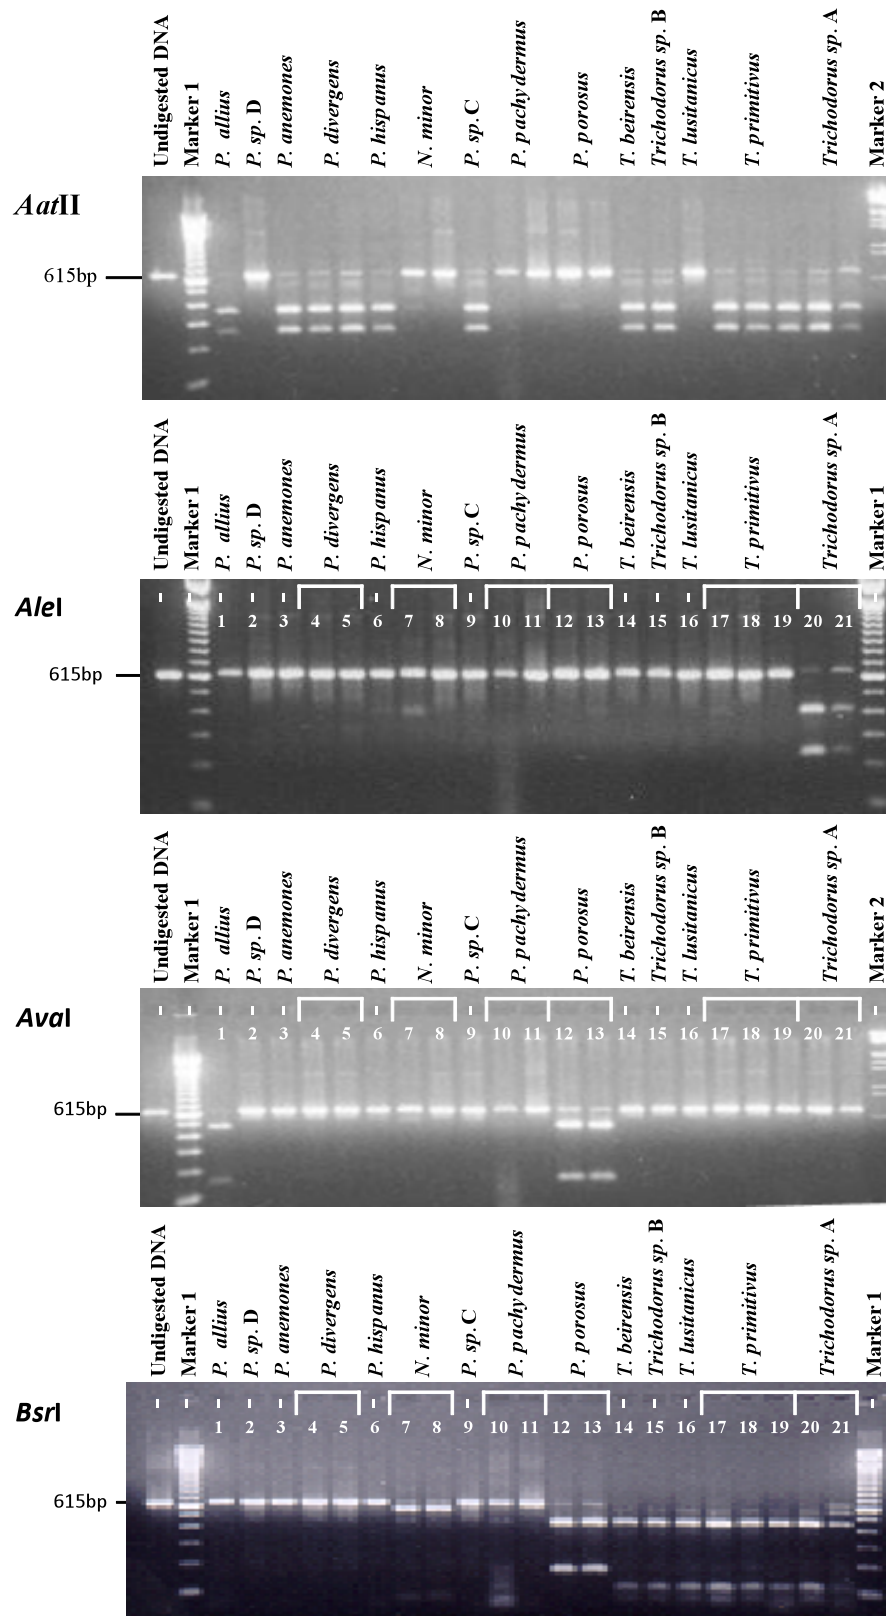 Undigested DNA
Marker 1
P. allius
P. sp. D
P. anemones
P. divergens
P. hispanus
N. minor
P. sp. C
P. pachydermus
P. porosus
T. beirensis
Trichodorus sp. B
T. lusitanicus
T. primitivus
Trichodorus sp. A
Marker 2
AatII
615bp
Undigested DNA
Marker 1
P. allius
P. sp. D
P. anemones
P. divergens
P. hispanus
N. minor
P. sp. C
P. pachydermus
P. porosus
T. beirensis
Trichodorus sp. B
T. lusitanicus
T. primitivus
Trichodorus sp. A
Marker 1
AleI
1 2 3 4 5 6 7 8 9 10 11 12 13 14 15 16 17 18 19 20 21
615bp
Undigested DNA
Marker 1
P. allius
P. sp. D
P. anemones
P. divergens
P. hispanus
N. minor
P. sp. C
P. pachydermus
P. porosus
T. beirensis
Trichodorus sp. B
T. lusitanicus
T. primitivus
Trichodorus sp. A
Marker 2
AvaI
1 2 3 4 5 6 7 8 9 10 11 12 13 14 15 16 17 18 19 20 21
615bp
Undigested DNA
Marker 1
P. allius
P. sp. D
P. anemones
P. divergens
P. hispanus
N. minor
P. sp. C
P. pachydermus
P. porosus
T. beirensis
Trichodorus sp. B
T. lusitanicus
T. primitivus
Trichodorus sp. A
Marker 1
BsrI
1 2 3 4 5 6 7 8 9 10 11 12 13 14 15 16 17 18 19 20 21
615bp